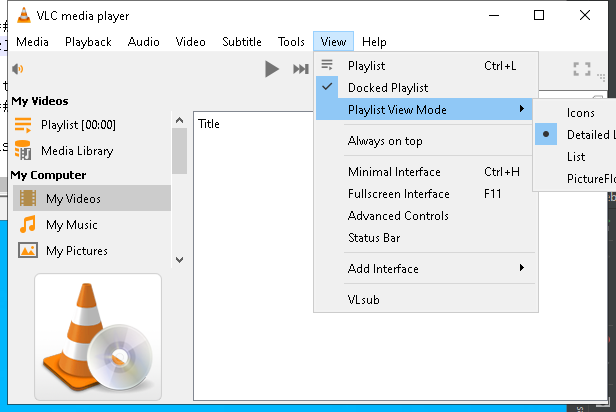 VLC media player
Media Playback Audio Video Subtitle Tools View Help
Playlist Ctrl+L
Docked Playlist
Playlist View Mode
Always on top
Minimal Interface Ctrl+H
Fullscreen Interface F11
Advanced Controls
Status Bar
Add Interface
VLsub
Icons
Detailed L
List
PictureFlo
My Videos
Playlist [00:00]
Media Library
My Computer
My Videos
My Music
My Pictures
Title